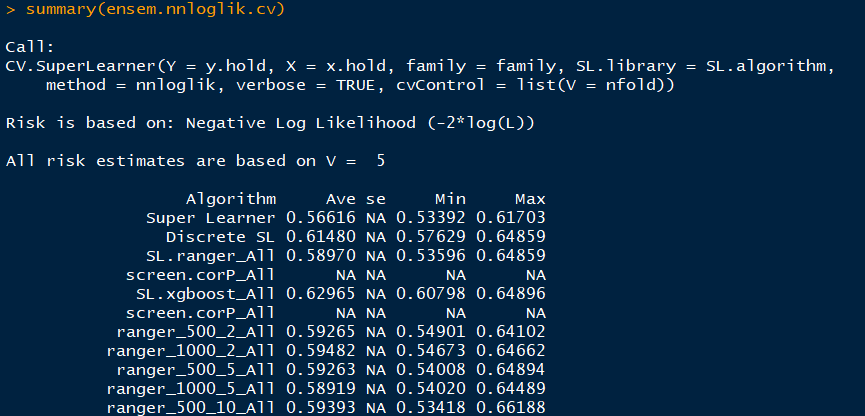 > summary(ensem.nnloglik.cv)
Call:
CV.SuperLearner(Y = y.hold, X = x.hold, family = family, SL.library = SL.algorithm,
method = nnloglik, verbose = TRUE, cvControl = list(V = nfold))
Risk is based on: Negative Log Likelihood (-2*log(L))
All risk estimates are based on V = 5
Algorithm Ave se Min Max
Super Learner 0.56616 NA 0.53392 0.61703
Discrete SL 0.61480 NA 0.57629 0.64859
SL.ranger_All 0.58970 NA 0.53596 0.64859
screen.corP_All NA NA NA NA
SL.xgboost_All 0.62965 NA 0.60798 0.64896
screen.corP_All NA NA NA NA
ranger_500_2_All 0.59265 NA 0.54901 0.64102
ranger_1000_2_All 0.59482 NA 0.54673 0.64662
ranger_500_5_All 0.59263 NA 0.54008 0.64894
ranger_1000_5_All 0.58919 NA 0.54020 0.64489
ranger_500_10_All 0.59393 NA 0.53418 0.66188